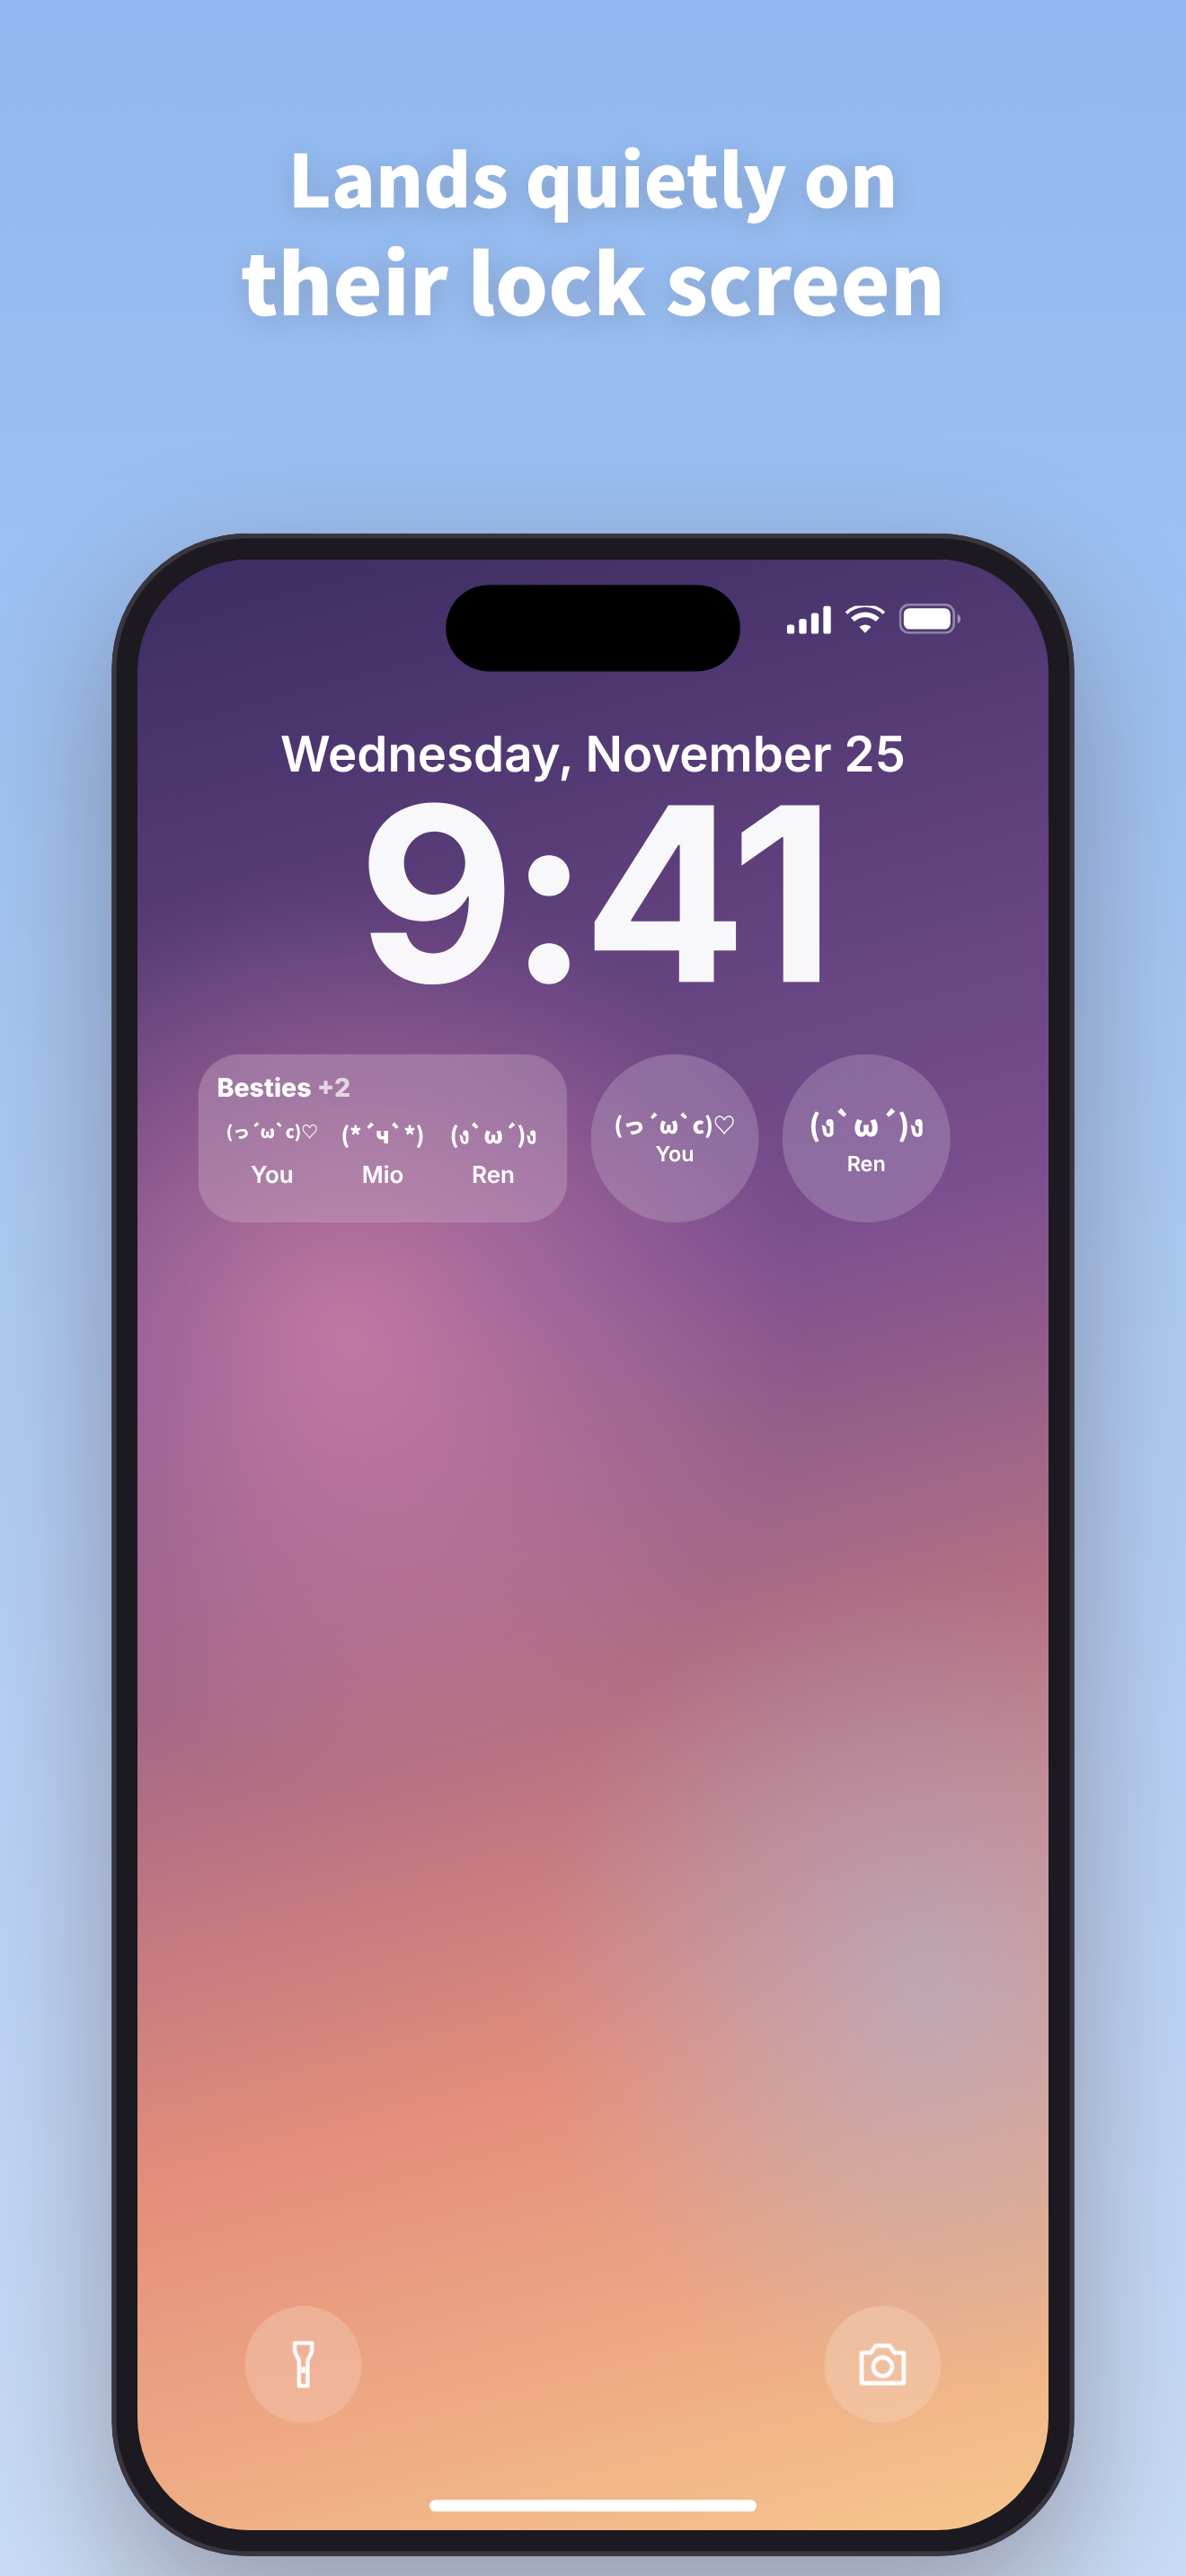 Lands quietly on
their lock screen
Wednesday, November 25
9:41
Besties +2
(っ´ω`c)♡ (*´ч`*) (ง`ω´)ง
You Mio Ren
(っ´ω`c)♡
You
(ง`ω´)ง
Ren